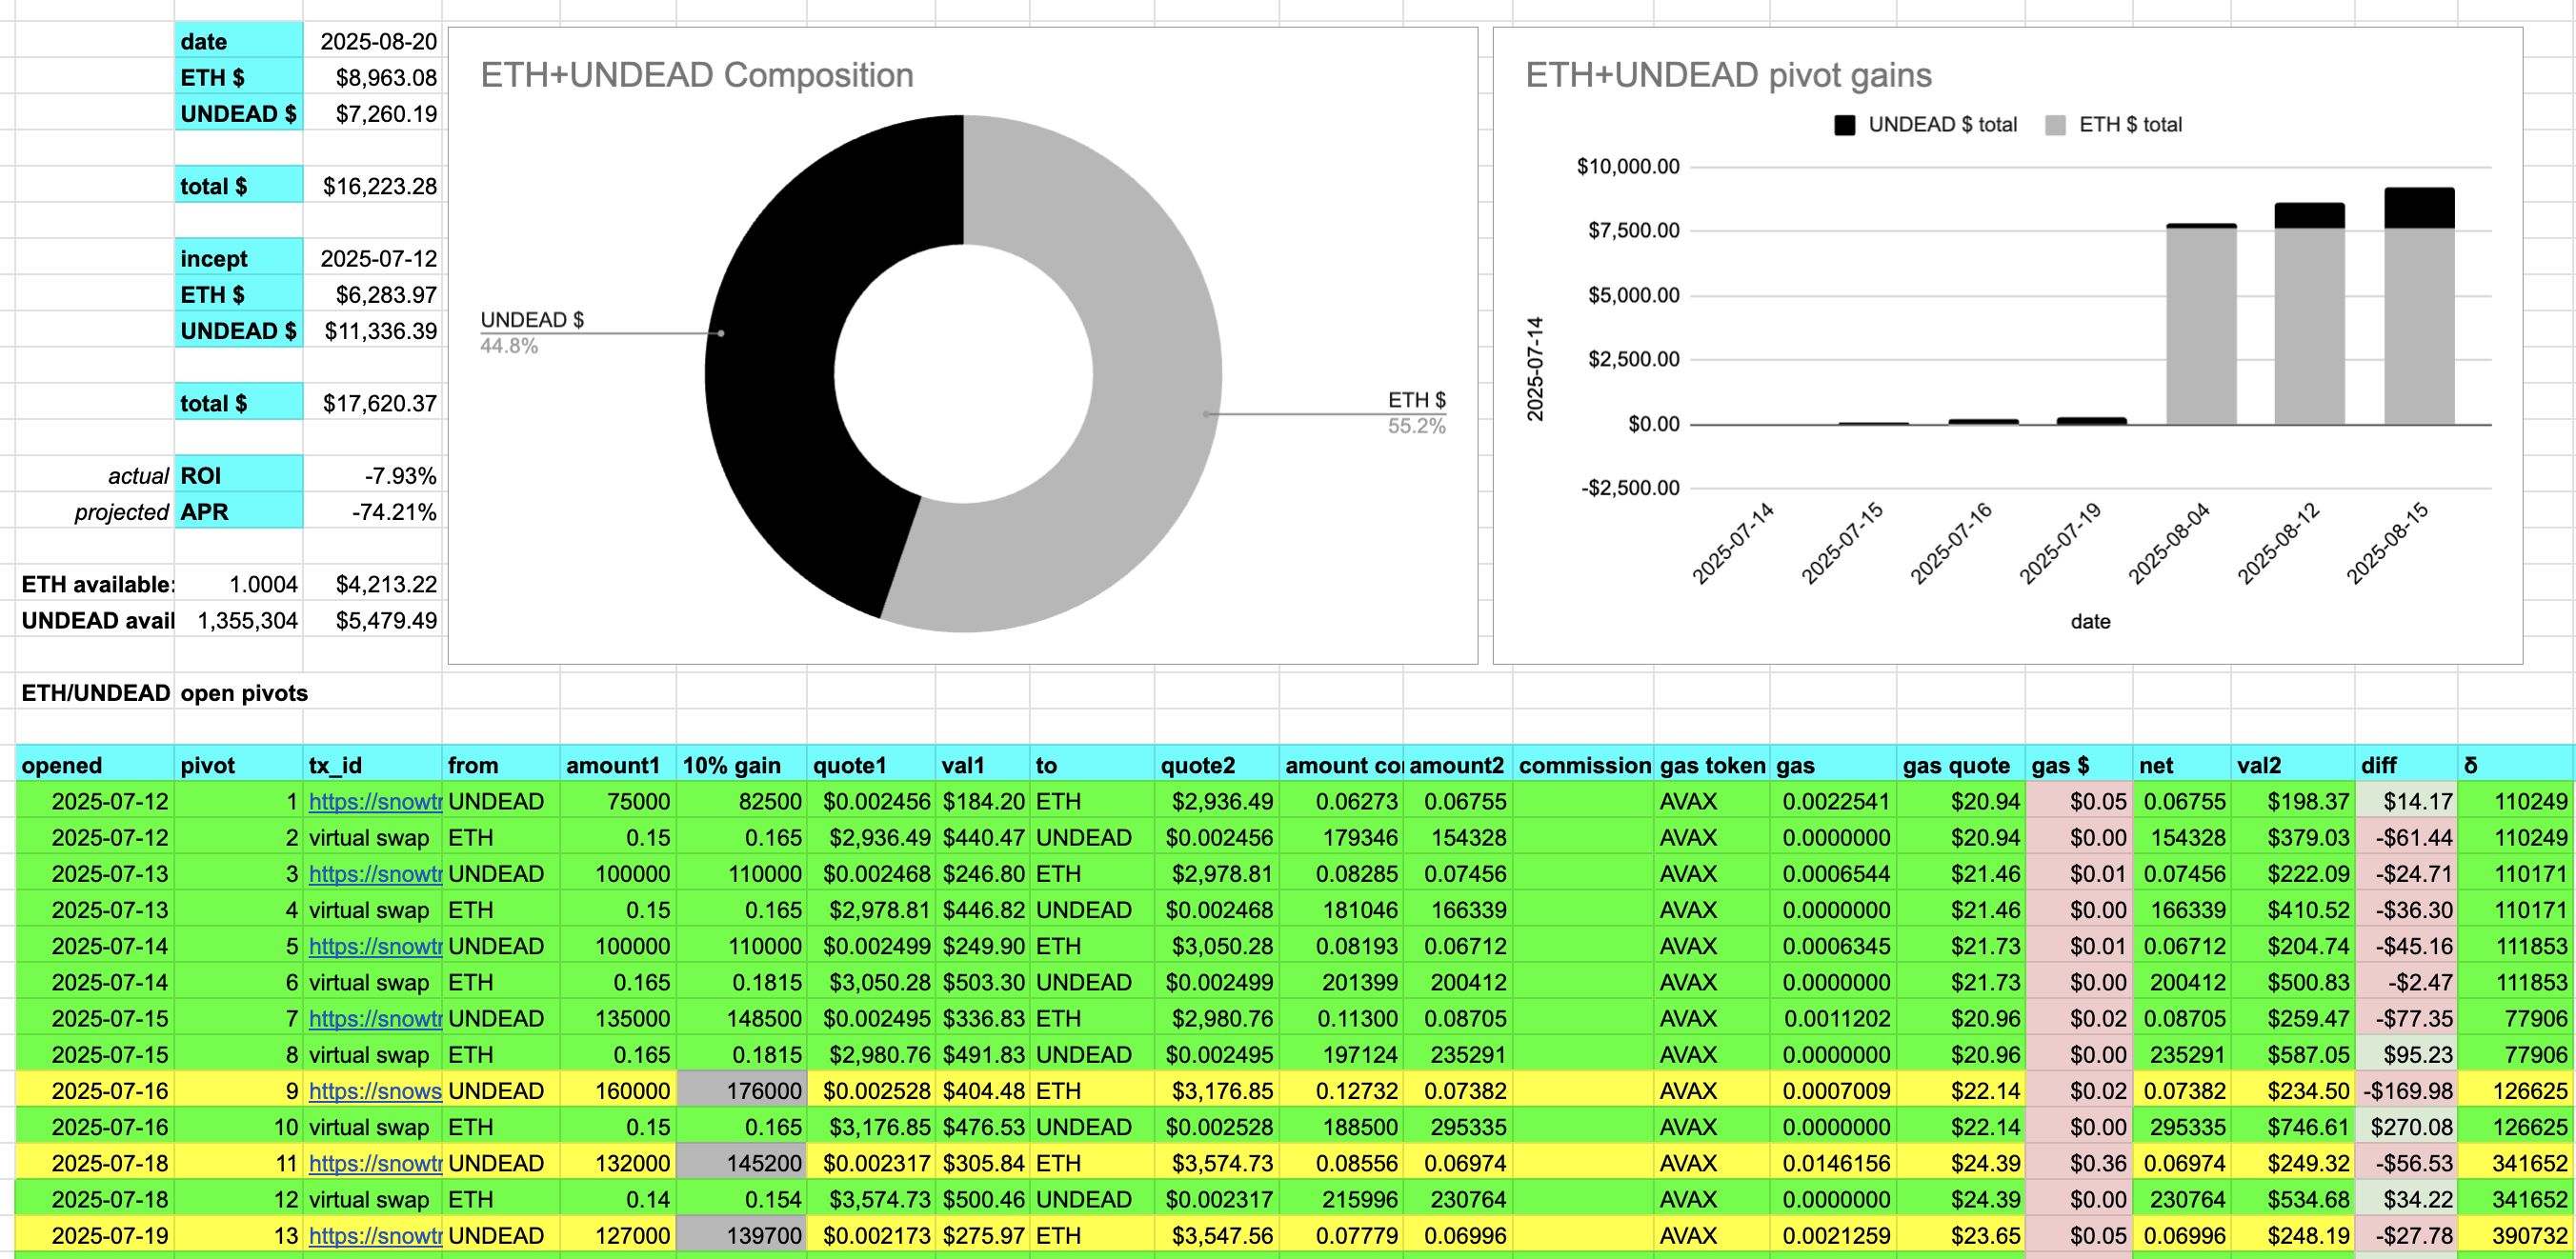 date 2025-08-20
ETH $ $8,963.08
UNDEAD $ $7,260.19
total $ $16,223.28
incept 2025-07-12
ETH $ $6,283.97
UNDEAD $ $11,336.39
total $ $17,620.37
actual ROI -7.93%
projected APR -74.21%
ETH available: 1.0004 $4,213.22
UNDEAD avail 1,355,304 $5,479.49
ETH+UNDEAD Composition
UNDEAD $
44.8%
ETH $
55.2%
ETH+UNDEAD pivot gains
UNDEAD $ total ETH $ total
$10,000.00
$7,500.00
$5,000.00
$2,500.00
$0.00
-$2,500.00
2025-07-14
2025-07-14 2025-07-15 2025-07-16 2025-07-19 2025-08-04 2025-08-12 2025-08-15
date
ETH/UNDEAD open pivots
opened pivot tx_id from amount1 10% gain quote1 val1 to quote2 amount co amount2 commission gas token gas gas quote gas $ net val2 diff δ
2025-07-12 1 https://snowtr UNDEAD 75000 82500 $0.002456 $184.20 ETH $2,936.49 0.06273 0.06755 AVAX 0.0022541 $20.94 $0.05 0.06755 $198.37 $14.17 110249
2025-07-12 2 virtual swap ETH 0.15 0.165 $2,936.49 $440.47 UNDEAD $0.002456 179346 154328 AVAX 0.0000000 $20.94 $0.00 154328 $379.03 -$61.44 110249
2025-07-13 3 https://snowtr UNDEAD 100000 110000 $0.002468 $246.80 ETH $2,978.81 0.08285 0.07456 AVAX 0.0006544 $21.46 $0.01 0.07456 $222.09 -$24.71 110171
2025-07-13 4 virtual swap ETH 0.15 0.165 $2,978.81 $446.82 UNDEAD $0.002468 181046 166339 AVAX 0.0000000 $21.46 $0.00 166339 $410.52 -$36.30 110171
2025-07-14 5 https://snowtr UNDEAD 100000 110000 $0.002499 $249.90 ETH $3,050.28 0.08193 0.06712 AVAX 0.0006345 $21.73 $0.01 0.06712 $204.74 -$45.16 111853
2025-07-14 6 virtual swap ETH 0.165 0.1815 $3,050.28 $503.30 UNDEAD $0.002499 201399 200412 AVAX 0.0000000 $21.73 $0.00 200412 $500.83 -$2.47 111853
2025-07-15 7 https://snowtr UNDEAD 135000 148500 $0.002495 $336.83 ETH $2,980.76 0.11300 0.08705 AVAX 0.0011202 $20.96 $0.02 0.08705 $259.47 -$77.35 77906
2025-07-15 8 virtual swap ETH 0.165 0.1815 $2,980.76 $491.83 UNDEAD $0.002495 197124 235291 AVAX 0.0000000 $20.96 $0.00 235291 $587.05 $95.23 77906
2025-07-16 9 https://snows UNDEAD 160000 176000 $0.002528 $404.48 ETH $3,176.85 0.12732 0.07382 AVAX 0.0007009 $22.14 $0.02 0.07382 $234.50 -$169.98 126625
2025-07-16 10 virtual swap ETH 0.15 0.165 $3,176.85 $476.53 UNDEAD $0.002528 188500 295335 AVAX 0.0000000 $22.14 $0.00 295335 $746.61 $270.08 126625
2025-07-18 11 https://snowtr UNDEAD 132000 145200 $0.002317 $305.84 ETH $3,574.73 0.08556 0.06974 AVAX 0.0146156 $24.39 $0.36 0.06974 $249.32 -$56.53 341652
2025-07-18 12 virtual swap ETH 0.14 0.154 $3,574.73 $500.46 UNDEAD $0.002317 215996 230764 AVAX 0.0000000 $24.39 $0.00 230764 $534.68 $34.22 341652
2025-07-19 13 https://snowtr UNDEAD 127000 139700 $0.002173 $275.97 ETH $3,547.56 0.07779 0.06996 AVAX 0.0021259 $23.65 $0.05 0.06996 $248.19 -$27.78 390732